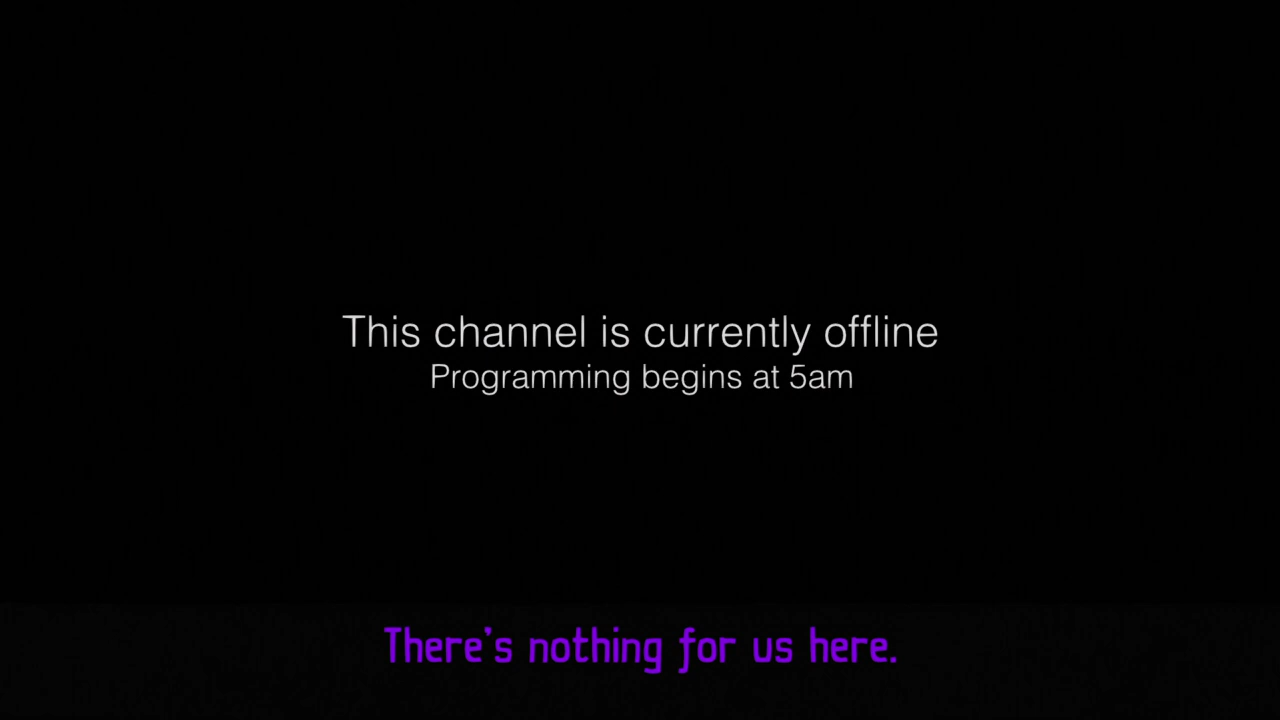 This channel is currently offline
Programming begins at 5am
There's nothing for us here.